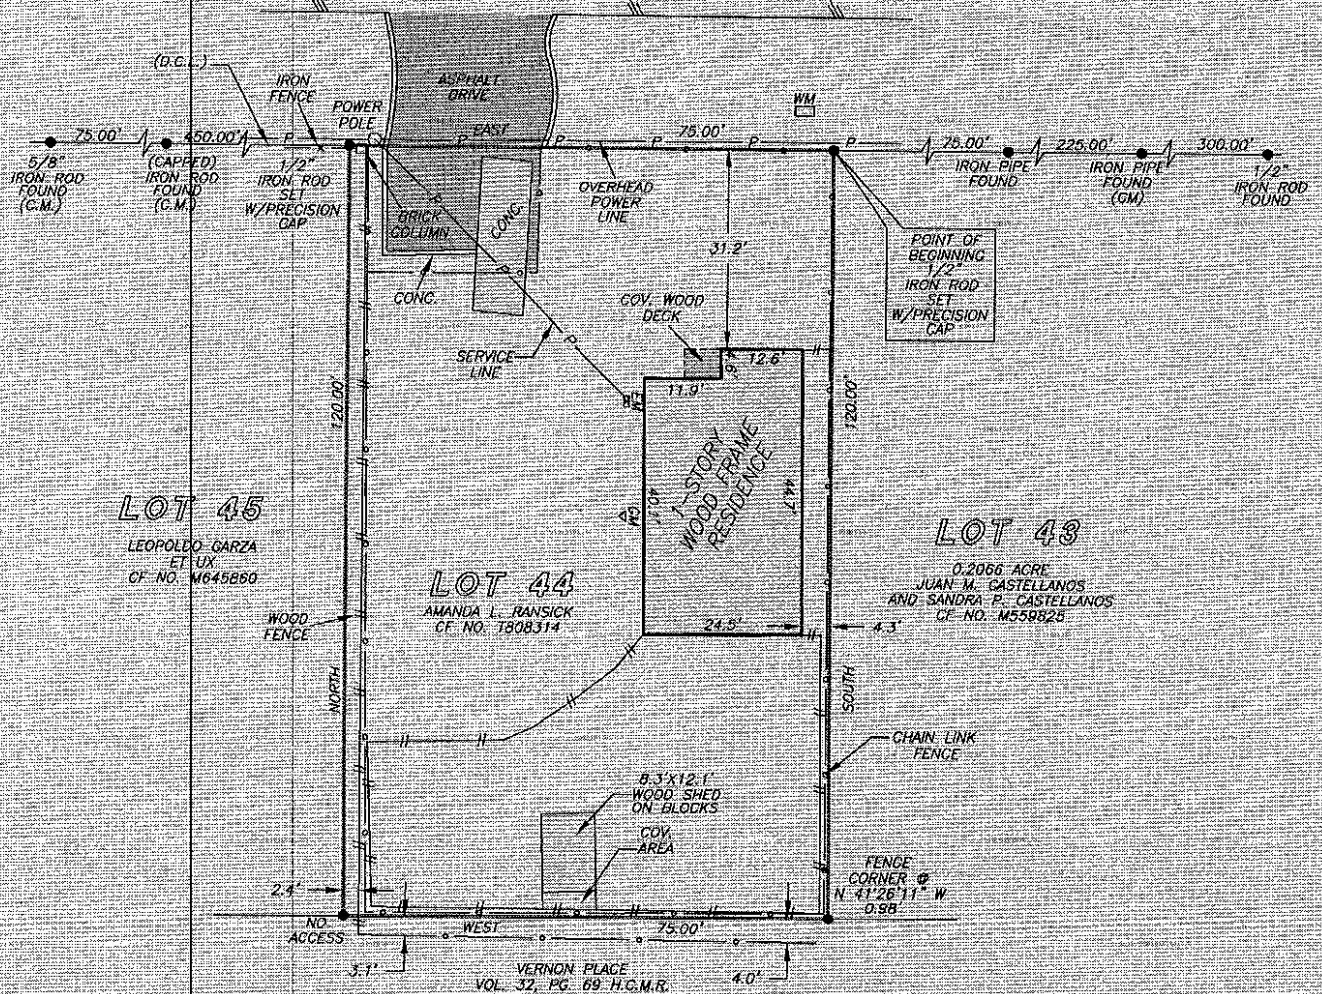 (D.C.L.)
IRON
FENCE
POWER
POLE
ASPHALT
DRIVE
WM
75.00'
450.00'
P
P
EAST
P
P
75.00'
P
P
75.00'
225.00'
300.00'
5/8"
IRON ROD
FOUND
(C.M.)
(CAPPED)
IRON ROD
FOUND
(C.M.)
1/2"
IRON ROD
SET
W/PRECISION
CAP
BRICK
COLUMN
P
CONC.
OVERHEAD
POWER
LINE
IRON PIPE
FOUND
IRON PIPE
FOUND
(CM)
1/2"
IRON ROD
FOUND
31.2'
POINT OF
BEGINNING
1/2"
IRON ROD
SET
W/PRECISION
CAP
P
CONC.
COV. WOOD
DECK
SERVICE
LINE
P
12.6'
11.9'
EM
120.00'
120.00'
1-STORY
WOOD FRAME
RESIDENCE
40.1'
44.7'
GM
LOT 45
LEOPOLDO GARZA
ET UX
CF NO. M645860
LOT 43
0.2066 ACRE
JUAN M. CASTELLANOS
AND SANDRA P. CASTELLANOS
CF NO. M559825
LOT 44
AMANDA L. RANSICK
CF NO. T808314
WOOD
FENCE
24.5'
4.3'
NORTH
SOUTH
CHAIN LINK
FENCE
8.3'X12.1'
WOOD SHED
ON BLOCKS
COV.
AREA
FENCE
CORNER @
N 41°26'11" W
0.98'
2.4'
NO
ACCESS
WEST
75.00'
3.1'
4.0'
VERNON PLACE
VOL. 32, PG. 69 H.C.M.R.